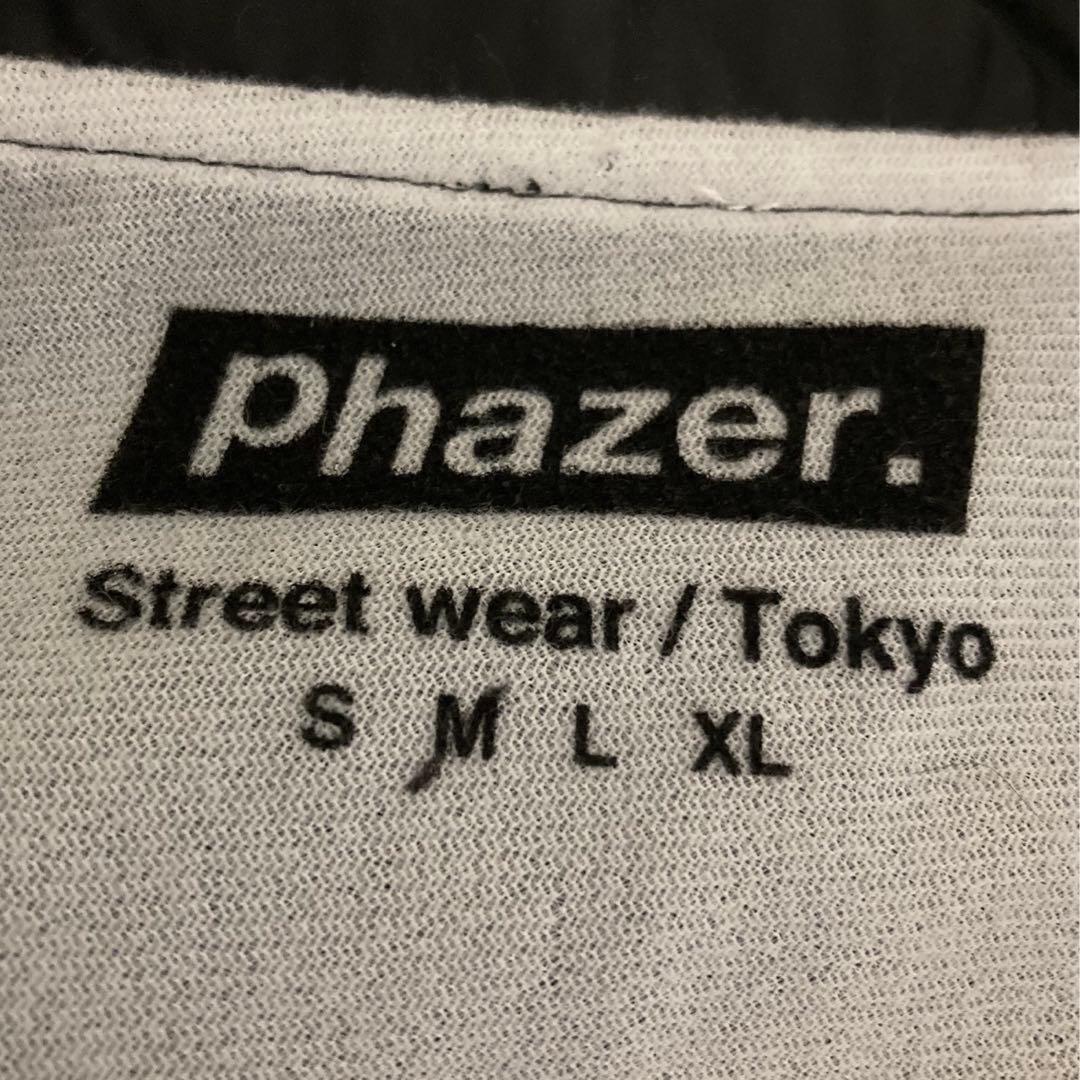 phazer.
Street wear / Tokyo
S M L XL